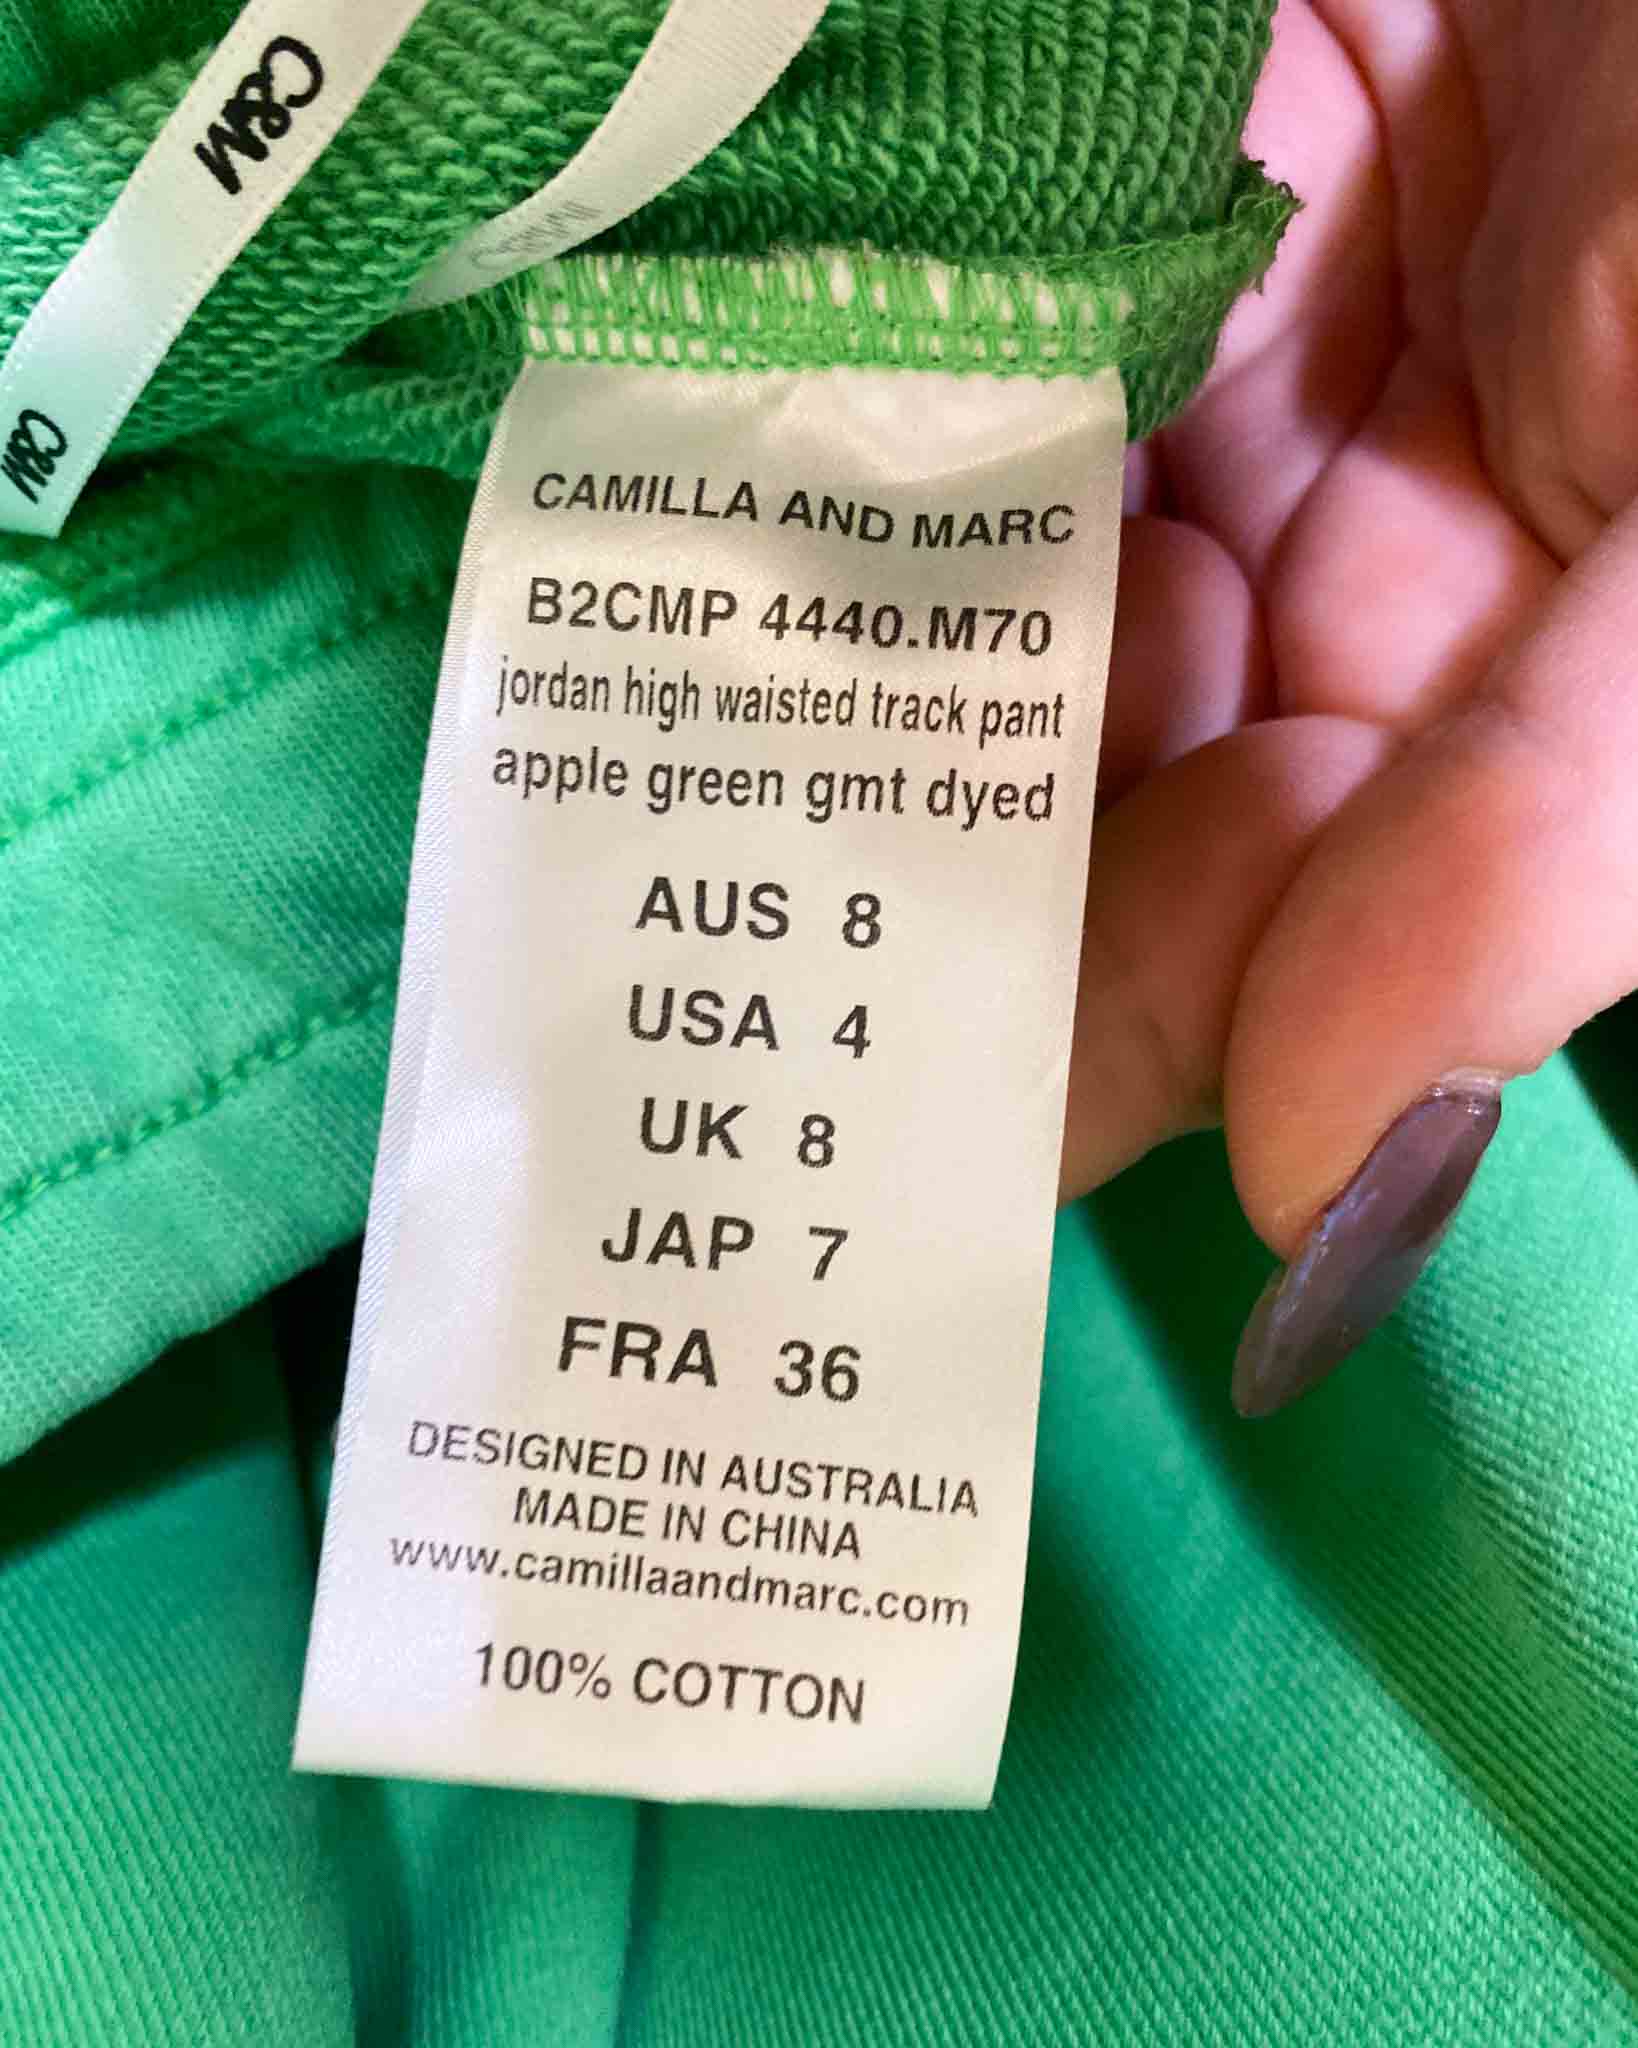 C&M
C&M
CAMILLA AND MARC
B2CMP 4440.M70
jordan high waisted track pant
apple green gmt dyed
AUS 8
USA 4
UK 8
JAP 7
FRA 36
DESIGNED IN AUSTRALIA
MADE IN CHINA
www.camillaandmarc.com
100% COTTON